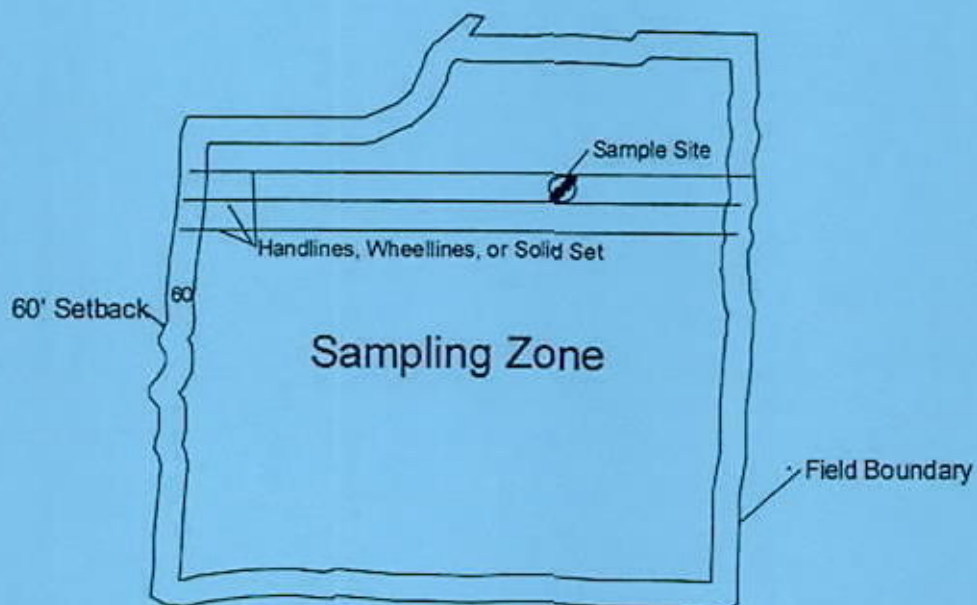 Sample Site
Handlines, Wheellines, or Solid Set
60
60' Setback
Sampling Zone
Field Boundary